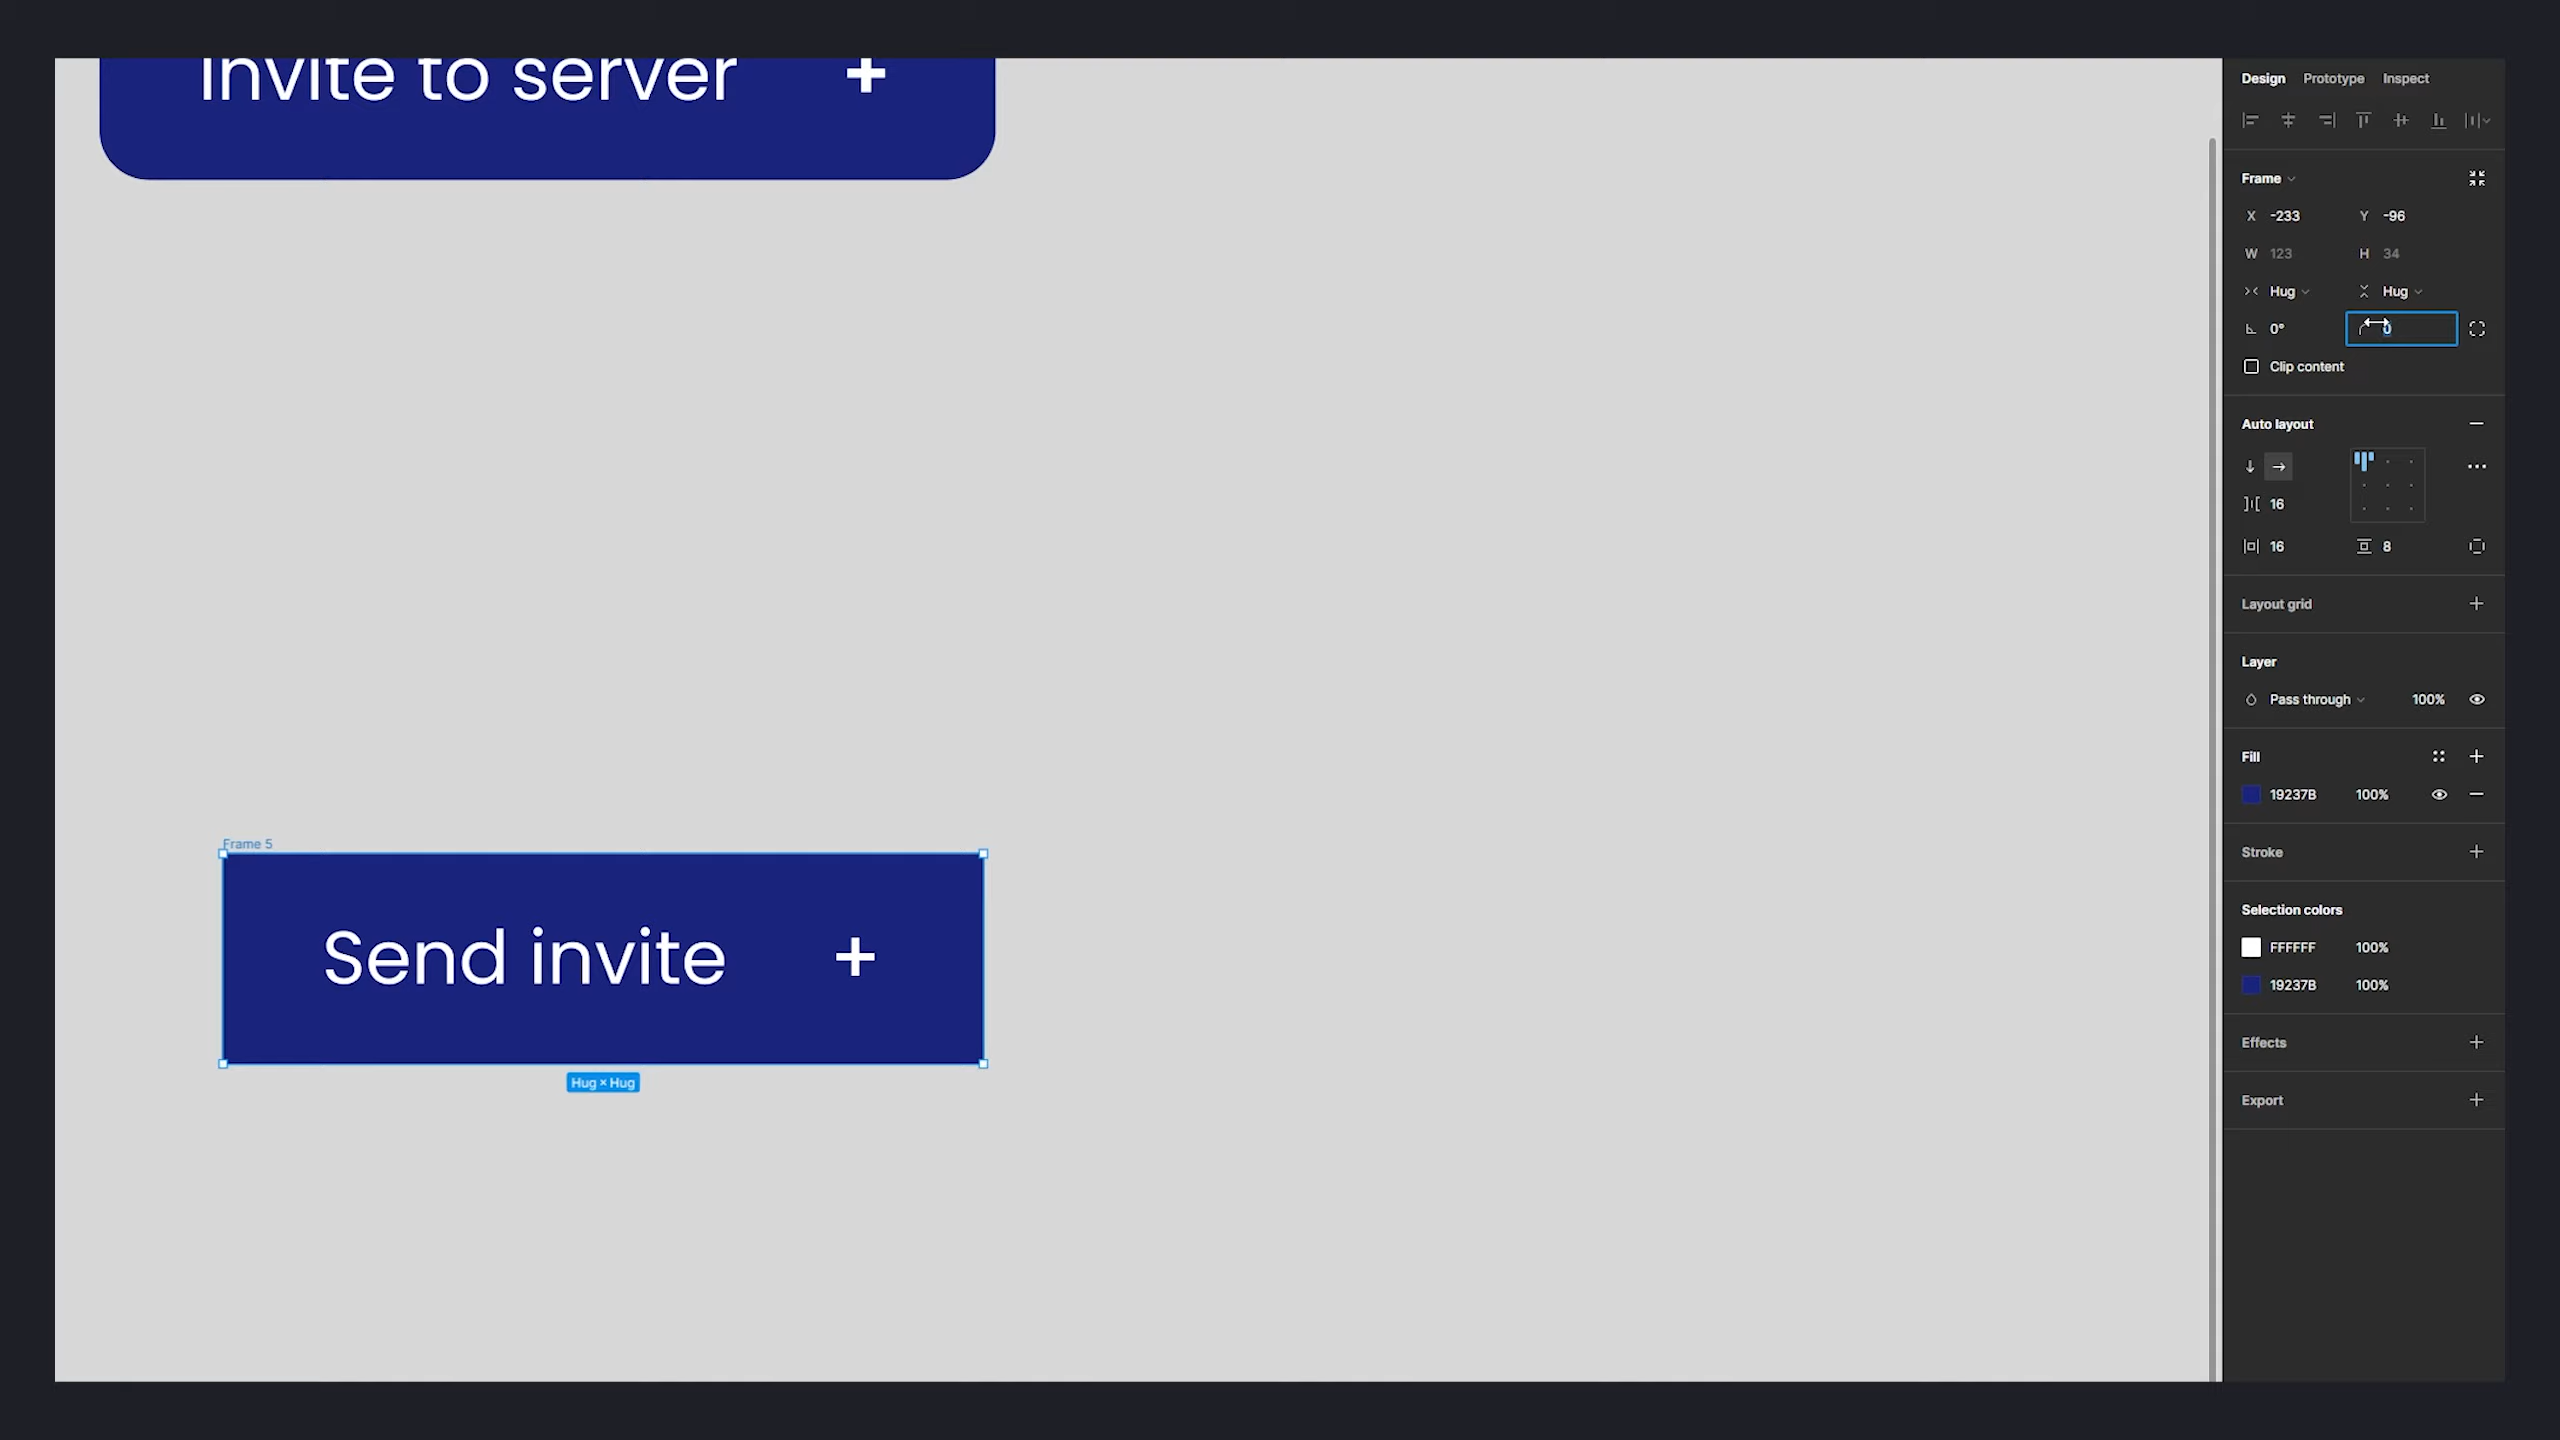 Invite to server +
Frame 5
Send invite +
Hug × Hug
Design Prototype Inspect
Frame
X -233 Y -96
W 123 H 34
Hug Hug
0° 0
Clip content
Auto layout
16
16 8
Layout grid
Layer
Pass through 100%
Fill
19237B 100%
Stroke
Selection colors
FFFFFF 100%
19237B 100%
Effects
Export